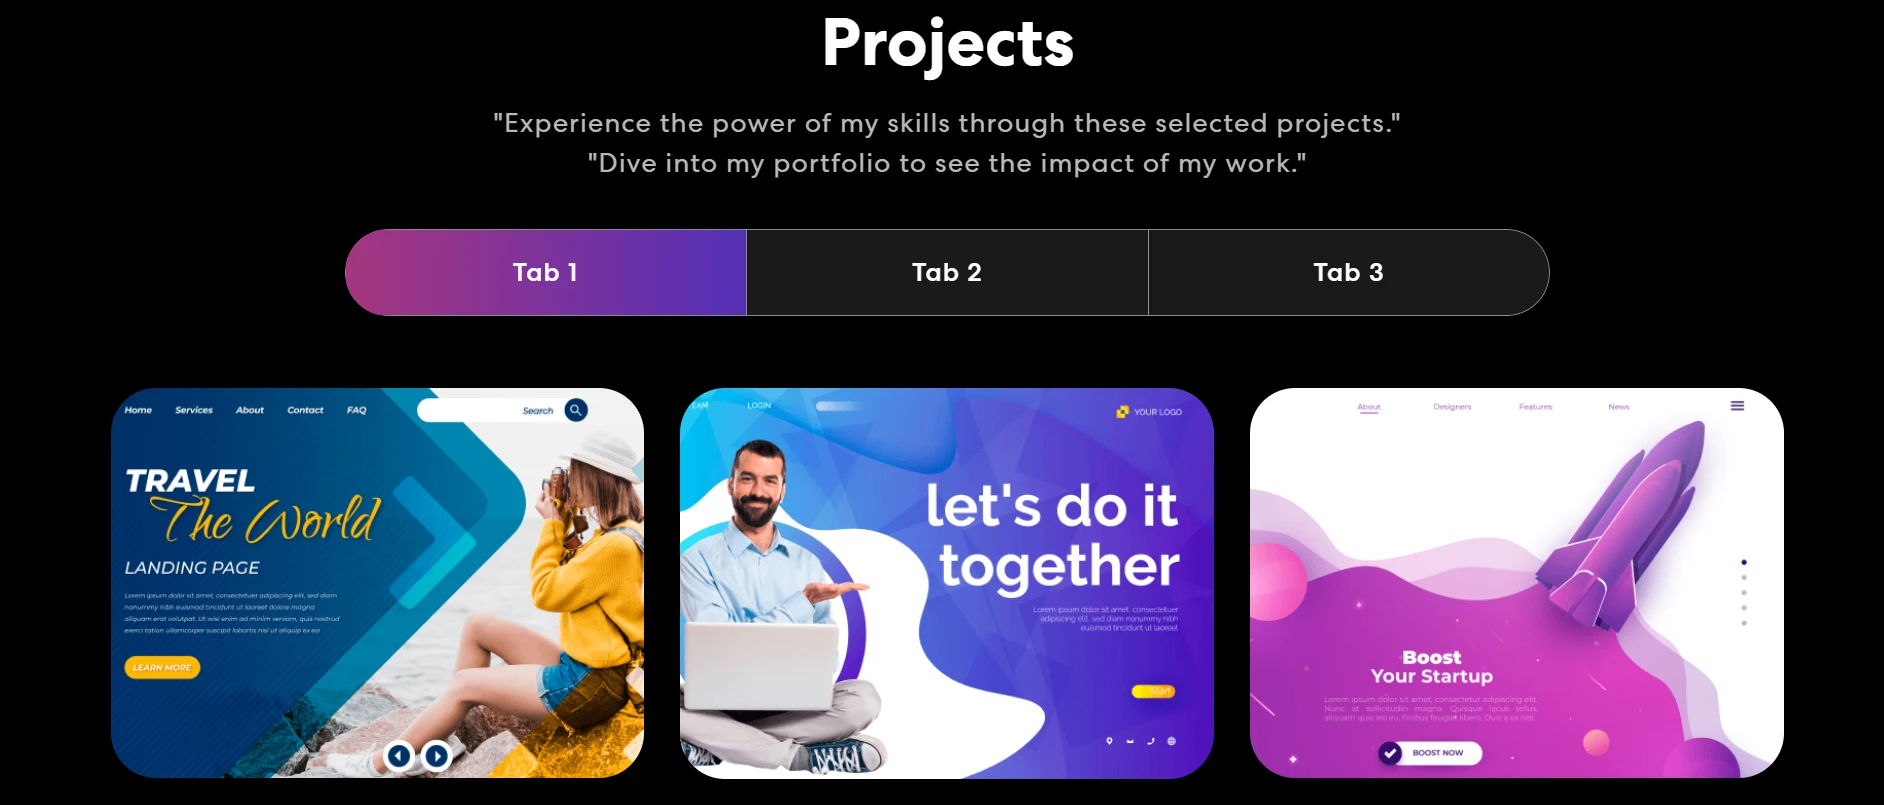 Projects
"Experience the power of my skills through these selected projects."
"Dive into my portfolio to see the impact of my work."
Tab 1
Tab 2
Tab 3
Home Services About Contact FAQ
Search
TRAVEL
The World
LANDING PAGE
Lorem ipsum dolor sit amet, consectetuer adipiscing elit, sed diam
nonummy nibh euismod tincidunt ut laoreet dolore magna
aliquam erat volutpat. Ut wisi enim ad minim veniam, quis nostrud
exerci tation ullamcorper suscipit lobortis nisl ut aliquip ex ea
LEARN MORE
EAM LOGIN
YOUR LOGO
let's do it
together
Lorem ipsum dolor sit amet, consectetuer
adipiscing elit, sed diam nonummy nibh
euismod tincidunt ut laoreet
Start
About Designers Features News
Boost
Your Startup
Lorem ipsum dolor sit amet, consectetur adipiscing elit.
Nunc at sollicitudin magna. Quisque lacus tellus,
aliquam quis leo eu, finibus feugiat libero. Duis a ex nisl.
BOOST NOW